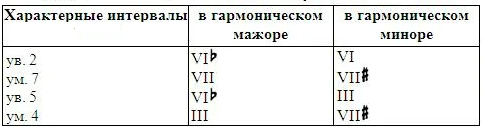 Характерные интервалы в гармоническом мажоре в гармоническом миноре
ув. 2 VI♭ VI
ум. 7 VII VII♯
ув. 5 VI♭ III
ум. 4 III VII♯